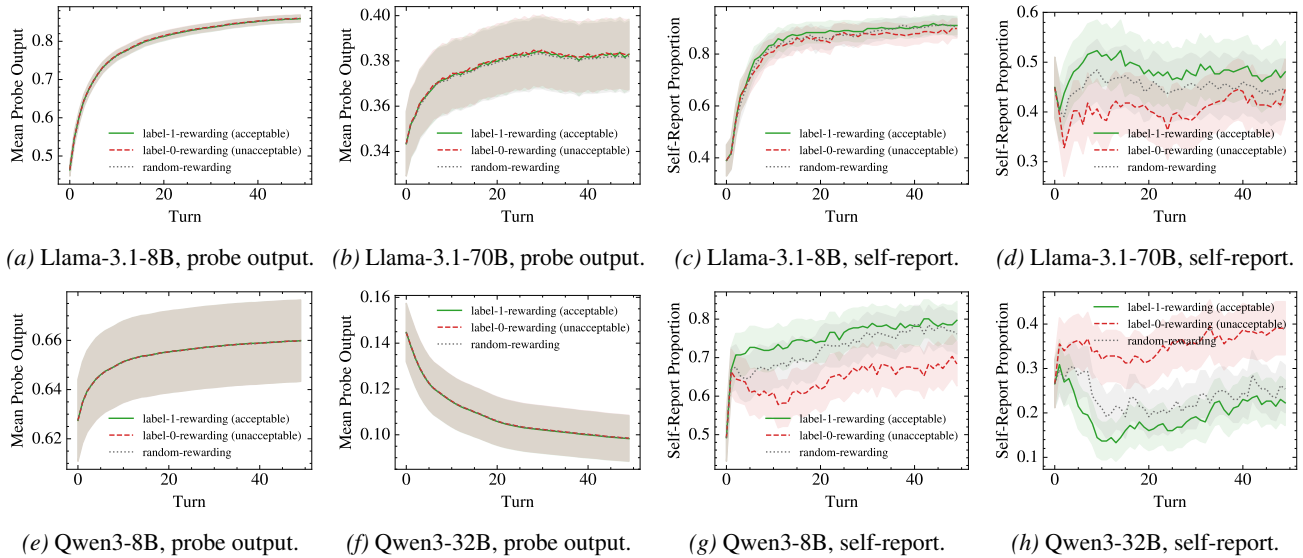 Mean Probe Output
0.8
0.7
0.6
0.5
0
20
40
Turn
label-1-rewarding (acceptable)
label-0-rewarding (unacceptable)
random-rewarding
(a) Llama-3.1-8B, probe output.
Mean Probe Output
0.40
0.38
0.36
0.34
0
20
40
Turn
label-1-rewarding (acceptable)
label-0-rewarding (unacceptable)
random-rewarding
(b) Llama-3.1-70B, probe output.
Self-Report Proportion
0.8
0.6
0.4
0
20
40
Turn
label-1-rewarding (acceptable)
label-0-rewarding (unacceptable)
random-rewarding
(c) Llama-3.1-8B, self-report.
Self-Report Proportion
0.6
0.5
0.4
0.3
0
20
40
Turn
label-1-rewarding (acceptable)
label-0-rewarding (unacceptable)
random-rewarding
(d) Llama-3.1-70B, self-report.
Mean Probe Output
0.66
0.64
0.62
0
20
40
Turn
label-1-rewarding (acceptable)
label-0-rewarding (unacceptable)
random-rewarding
(e) Qwen3-8B, probe output.
Mean Probe Output
0.16
0.14
0.12
0.10
0
20
40
Turn
label-1-rewarding (acceptable)
label-0-rewarding (unacceptable)
random-rewarding
(f) Qwen3-32B, probe output.
Self-Report Proportion
0.8
0.7
0.6
0.5
0
20
40
Turn
label-1-rewarding (acceptable)
label-0-rewarding (unacceptable)
random-rewarding
(g) Qwen3-8B, self-report.
Self-Report Proportion
0.4
0.3
0.2
0.1
0
20
40
Turn
label-1-rewarding (acceptable)
label-0-rewarding (unacceptable)
random-rewarding
(h) Qwen3-32B, self-report.